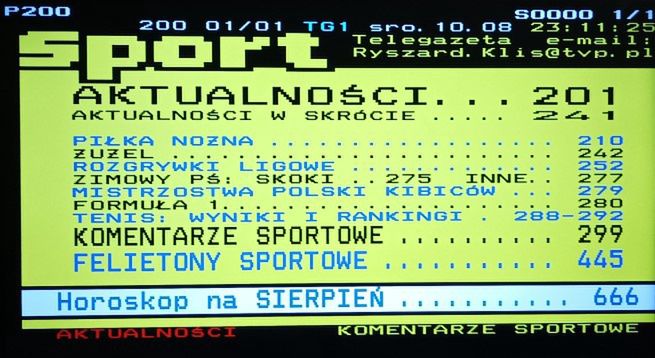 P200 S0000 1/1
200 01/01 TG1 sro.10.08 23:11:25
sport
Telegazeta e-mail:
Ryszard.Klis@tvp.pl
AKTUALNOŚCI... 201
AKTUALNOŚCI W SKRÓCIE ..... 241
PIŁKA NOŻNA .................. 210
ŻUŻEL ........................ 242
ROZGRYWKI LIGOWE ............. 252
ZIMOWY PŚ: SKOKI ..275 INNE.. 277
MISTRZOSTWA POLSKI KIBICÓW ... 279
FORMUŁA 1..................... 280
TENIS: WYNIKI I RANKINGI . 288-292
KOMENTARZE SPORTOWE .......... 299
FELIETONY SPORTOWE ........... 445
Horoskop na SIERPIEŃ ........... 666
AKTUALNOŚCI KOMENTARZE SPORTOWE